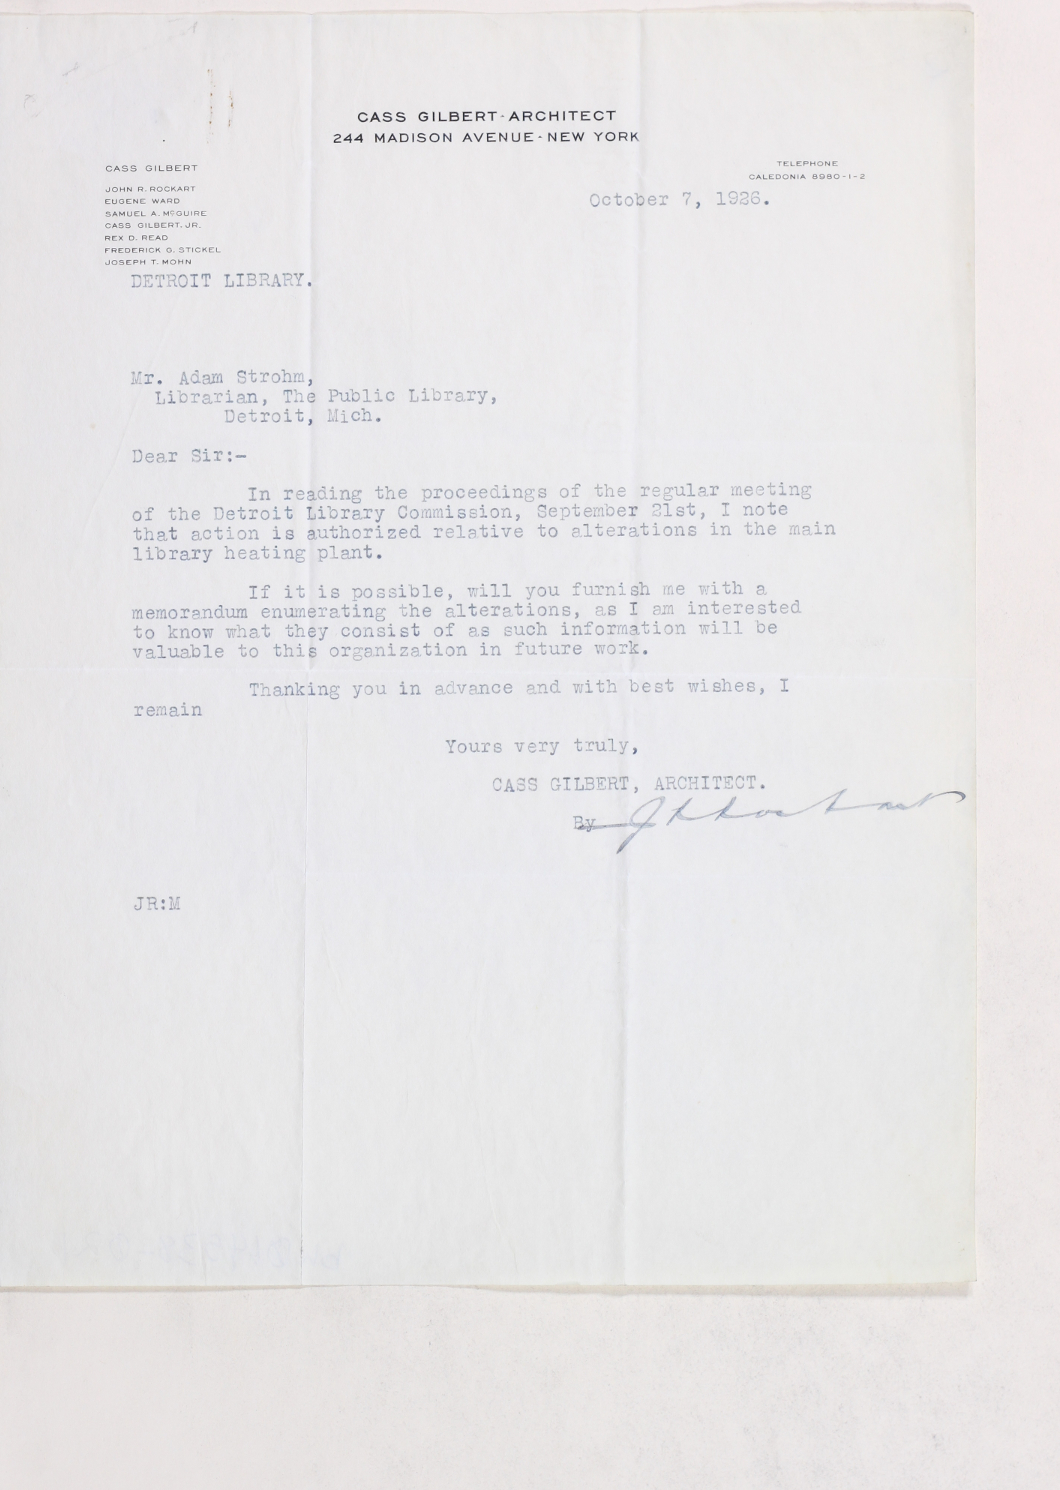 CASS GILBERT-ARCHITECT
244 MADISON AVENUE-NEW YORK
CASS GILBERT
JOHN R. ROCKART
EUGENE WARD
SAMUEL A. McGUIRE
CASS GILBERT, JR.
REX D. READ
FREDERICK G. STICKEL
JOSEPH T. MOHN
TELEPHONE
CALEDONIA 8980-1-2
October 7, 1926.
DETROIT LIBRARY.
Mr. Adam Strohm,
Librarian, The Public Library,
Detroit, Mich.
Dear Sir:-
In reading the proceedings of the regular meeting
of the Detroit Library Commission, September 21st, I note
that action is authorized relative to alterations in the main
library heating plant.
If it is possible, will you furnish me with a
memorandum enumerating the alterations, as I am interested
to know what they consist of as such information will be
valuable to this organization in future work.
Thanking you in advance and with best wishes, I
remain
Yours very truly,
CASS GILBERT, ARCHITECT.
By J R Rockart
JR:M